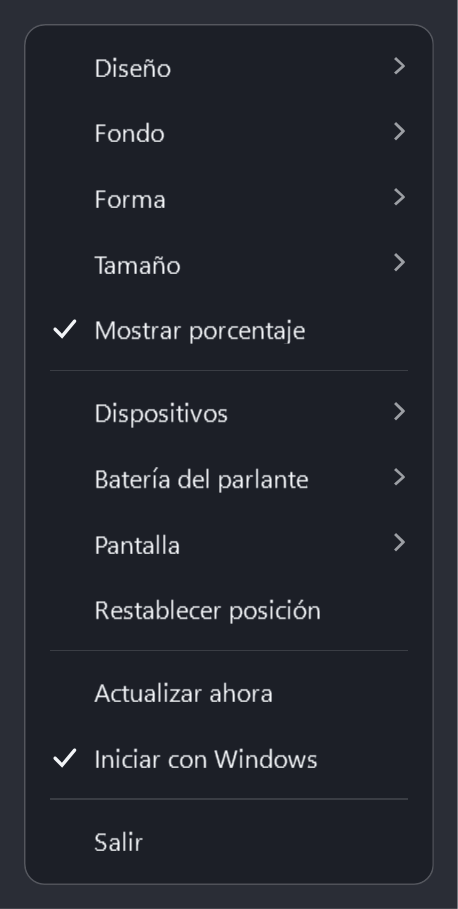 Diseño
Fondo
Forma
Tamaño
Mostrar porcentaje
Dispositivos
Batería del parlante
Pantalla
Restablecer posición
Actualizar ahora
Iniciar con Windows
Salir